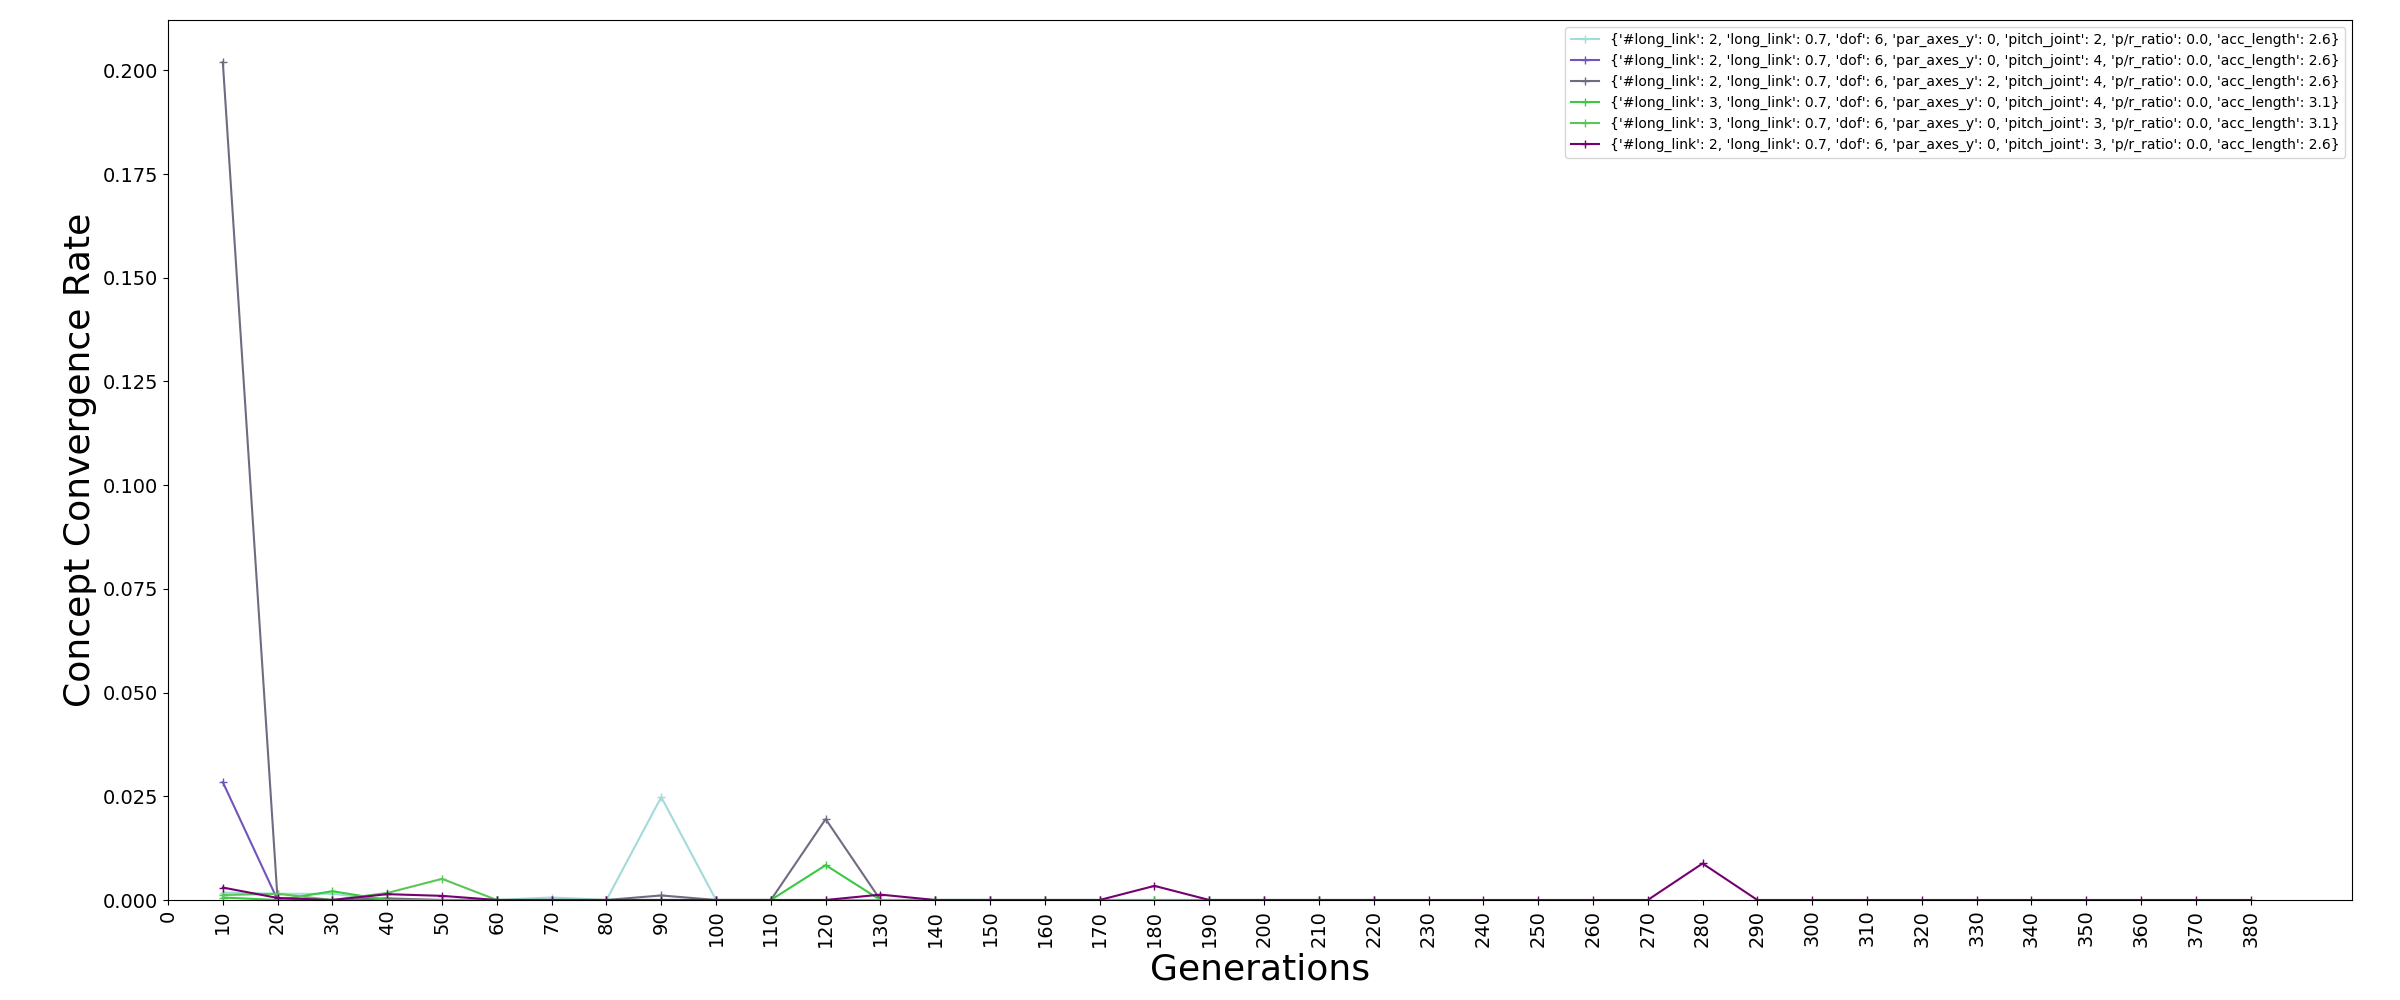 {'#long_link': 2, 'long_link': 0.7, 'dof': 6, 'par_axes_y': 0, 'pitch_joint': 2, 'p/r_ratio': 0.0, 'acc_length': 2.6}
{'#long_link': 2, 'long_link': 0.7, 'dof': 6, 'par_axes_y': 0, 'pitch_joint': 4, 'p/r_ratio': 0.0, 'acc_length': 2.6}
{'#long_link': 2, 'long_link': 0.7, 'dof': 6, 'par_axes_y': 2, 'pitch_joint': 4, 'p/r_ratio': 0.0, 'acc_length': 2.6}
{'#long_link': 3, 'long_link': 0.7, 'dof': 6, 'par_axes_y': 0, 'pitch_joint': 4, 'p/r_ratio': 0.0, 'acc_length': 3.1}
{'#long_link': 3, 'long_link': 0.7, 'dof': 6, 'par_axes_y': 0, 'pitch_joint': 3, 'p/r_ratio': 0.0, 'acc_length': 3.1}
{'#long_link': 2, 'long_link': 0.7, 'dof': 6, 'par_axes_y': 0, 'pitch_joint': 3, 'p/r_ratio': 0.0, 'acc_length': 2.6}
Concept Convergence Rate
0.200
0.175
0.150
0.125
0.100
0.075
0.050
0.025
0.000
0 10 20 30 40 50 60 70 80 90 100 110 120 130 140 150 160 170 180 190 200 210 220 230 240 250 260 270 280 290 300 310 320 330 340 350 360 370 380
Generations